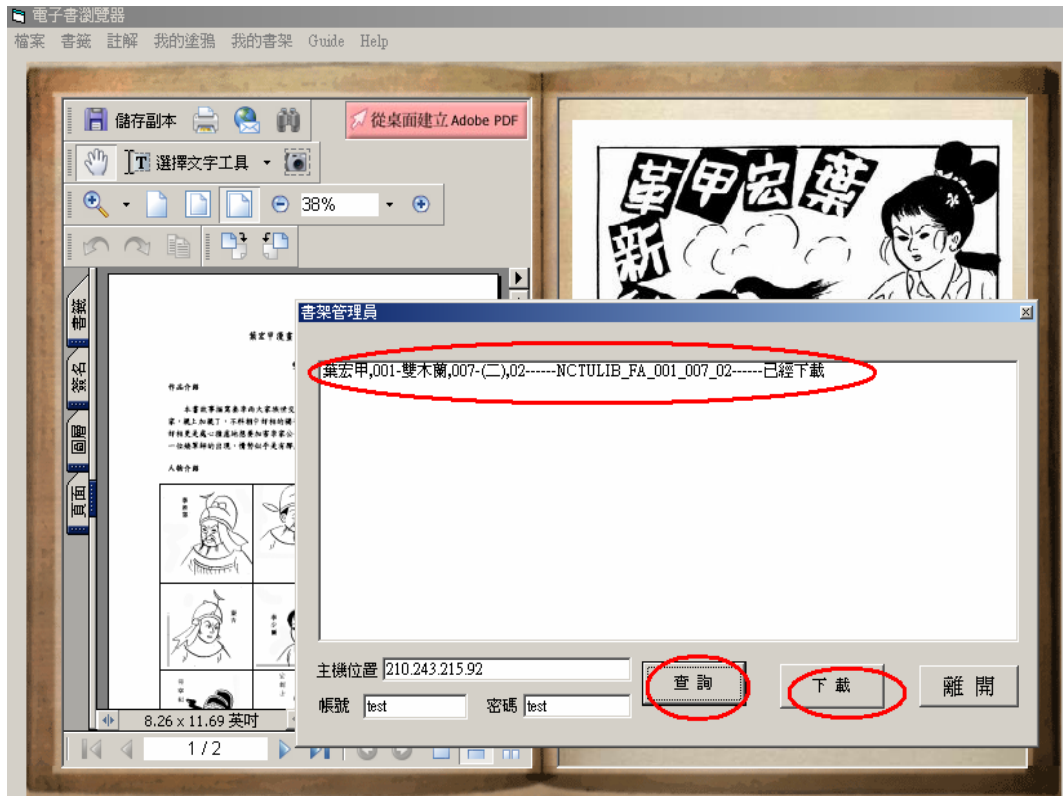 電子書瀏覽器
檔案 書籤 註解 我的塗鴉 我的書架 Guide Help
儲存副本 從桌面建立 Adobe PDF
選擇文字工具
38%
革甲宏葉
新
書籤
簽名
圖層
頁面
葉宏甲漫畫
作品介紹
人物介紹
8.26 x 11.69 英吋
1 / 2
書架管理員
葉宏甲,001-雙木蘭,007-(二),02------NCTULIB_FA_001_007_02------已經下載
主機位置 210.243.215.92
帳號 test 密碼 test
查詢 下載 離開